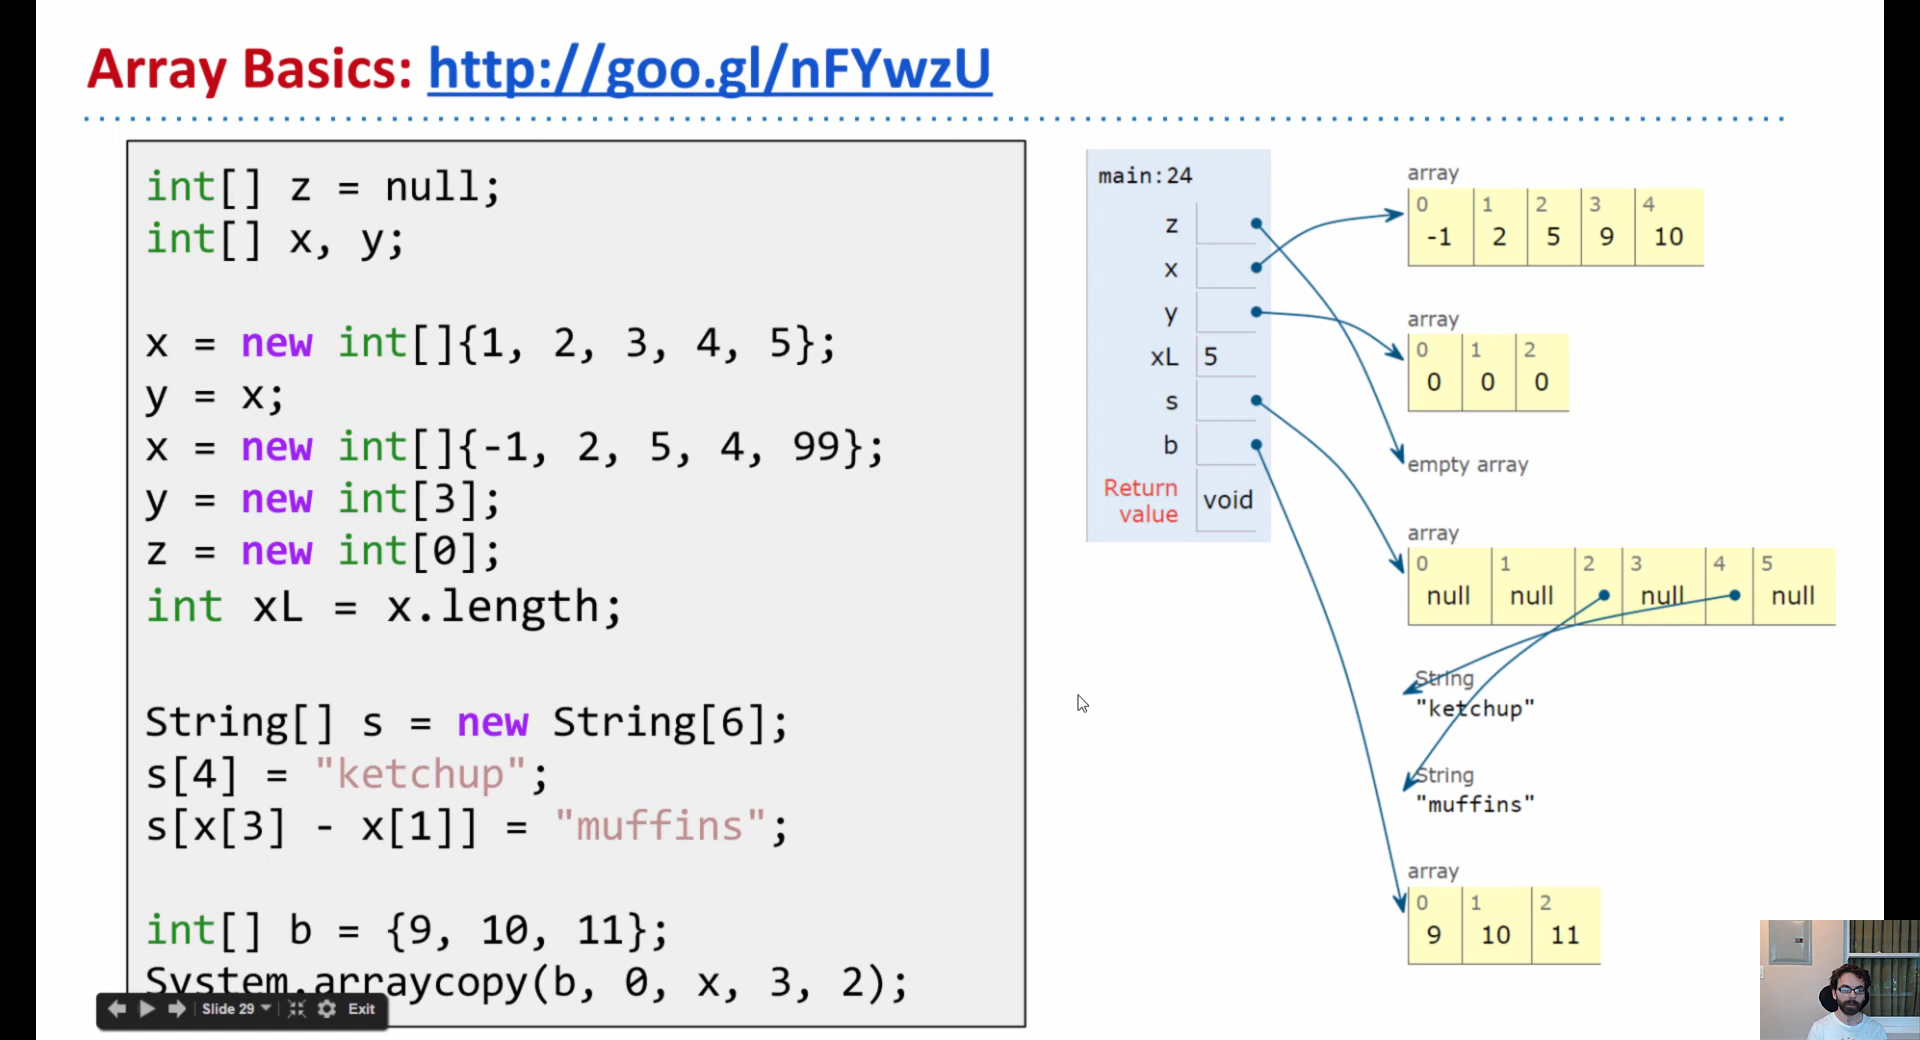 Array Basics: http://goo.gl/nFYwzU
int[] z = null;
int[] x, y;
x = new int[]{1, 2, 3, 4, 5};
y = x;
x = new int[]{-1, 2, 5, 4, 99};
y = new int[3];
z = new int[0];
int xL = x.length;
String[] s = new String[6];
s[4] = "ketchup";
s[x[3] - x[1]] = "muffins";
int[] b = {9, 10, 11};
System.arraycopy(b, 0, x, 3, 2);
Slide 29 Exit
main:24
z
x
y
xL 5
s
b
Return
value void
array
0 1 2 3 4
-1 2 5 9 10
array
0 1 2
0 0 0
empty array
array
0 1 2 3 4 5
null null null null
String
"ketchup"
String
"muffins"
array
0 1 2
9 10 11